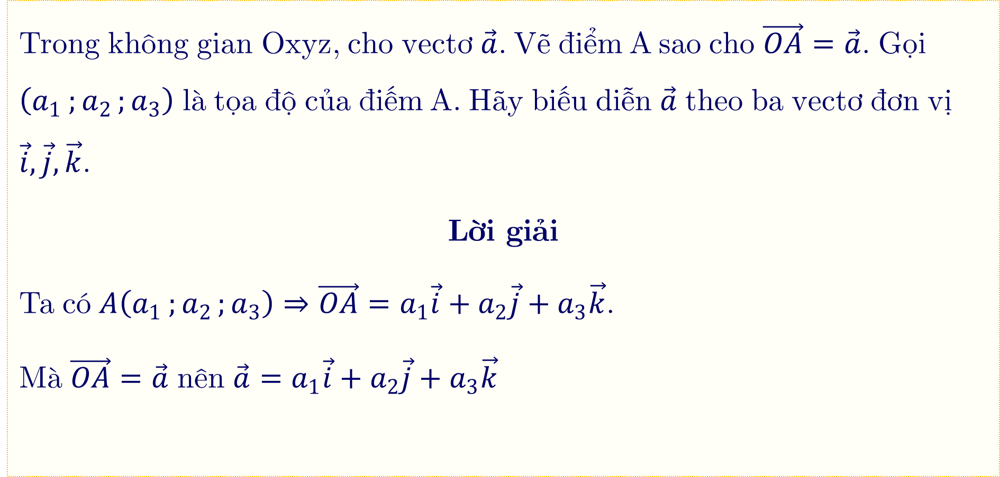 Trong không gian Oxyz, cho vectơ $\vec{a}$. Vẽ điểm A sao cho $\overrightarrow{OA} = \vec{a}$. Gọi
$(a_1 ; a_2 ; a_3)$ là tọa độ của điếm A. Hãy biếu diễn $\vec{a}$ theo ba vectơ đơn vị
$\vec{i}, \vec{j}, \vec{k}$.
Lời giải
Ta có $A(a_1 ; a_2 ; a_3) \Rightarrow \overrightarrow{OA} = a_1\vec{i} + a_2\vec{j} + a_3\vec{k}$.
Mà $\overrightarrow{OA} = \vec{a}$ nên $\vec{a} = a_1\vec{i} + a_2\vec{j} + a_3\vec{k}$